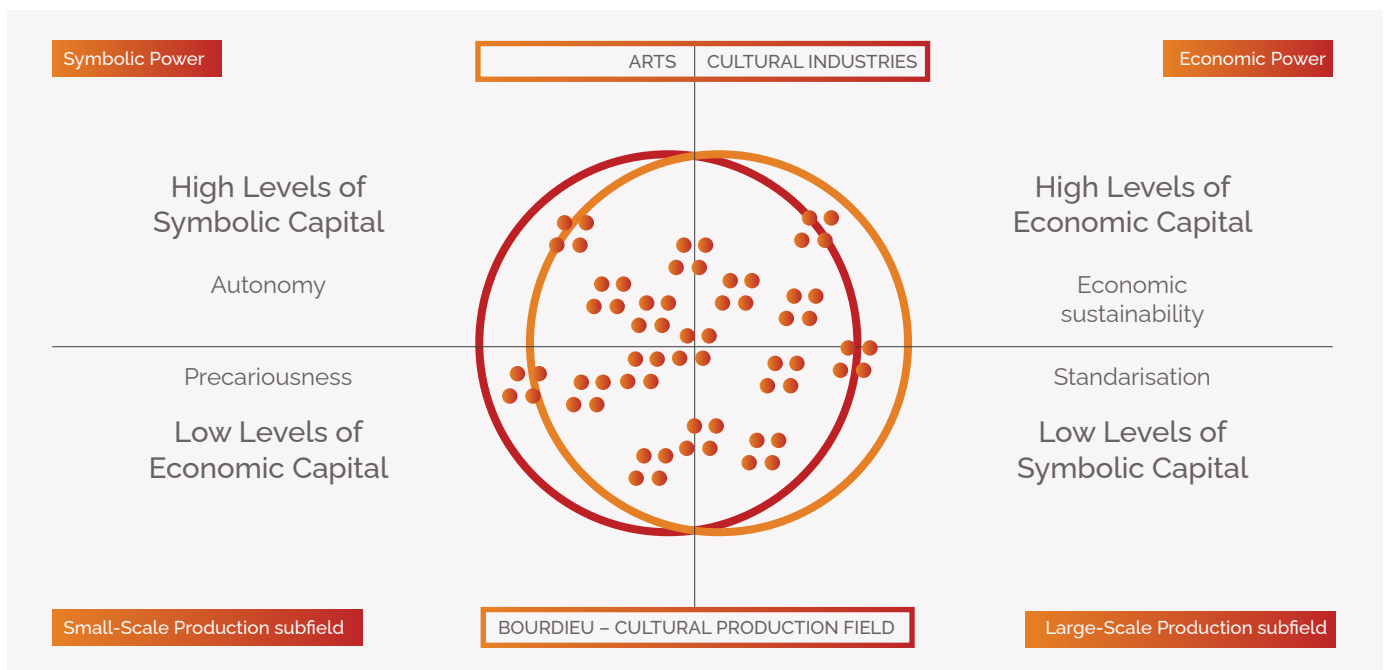 Symbolic Power
ARTS
CULTURAL INDUSTRIES
Economic Power
High Levels of
Symbolic Capital
Autonomy
High Levels of
Economic Capital
Economic
sustainability
Precariousness
Low Levels of
Economic Capital
Standarisation
Low Levels of
Symbolic Capital
Small-Scale Production subfield
BOURDIEU – CULTURAL PRODUCTION FIELD
Large-Scale Production subfield